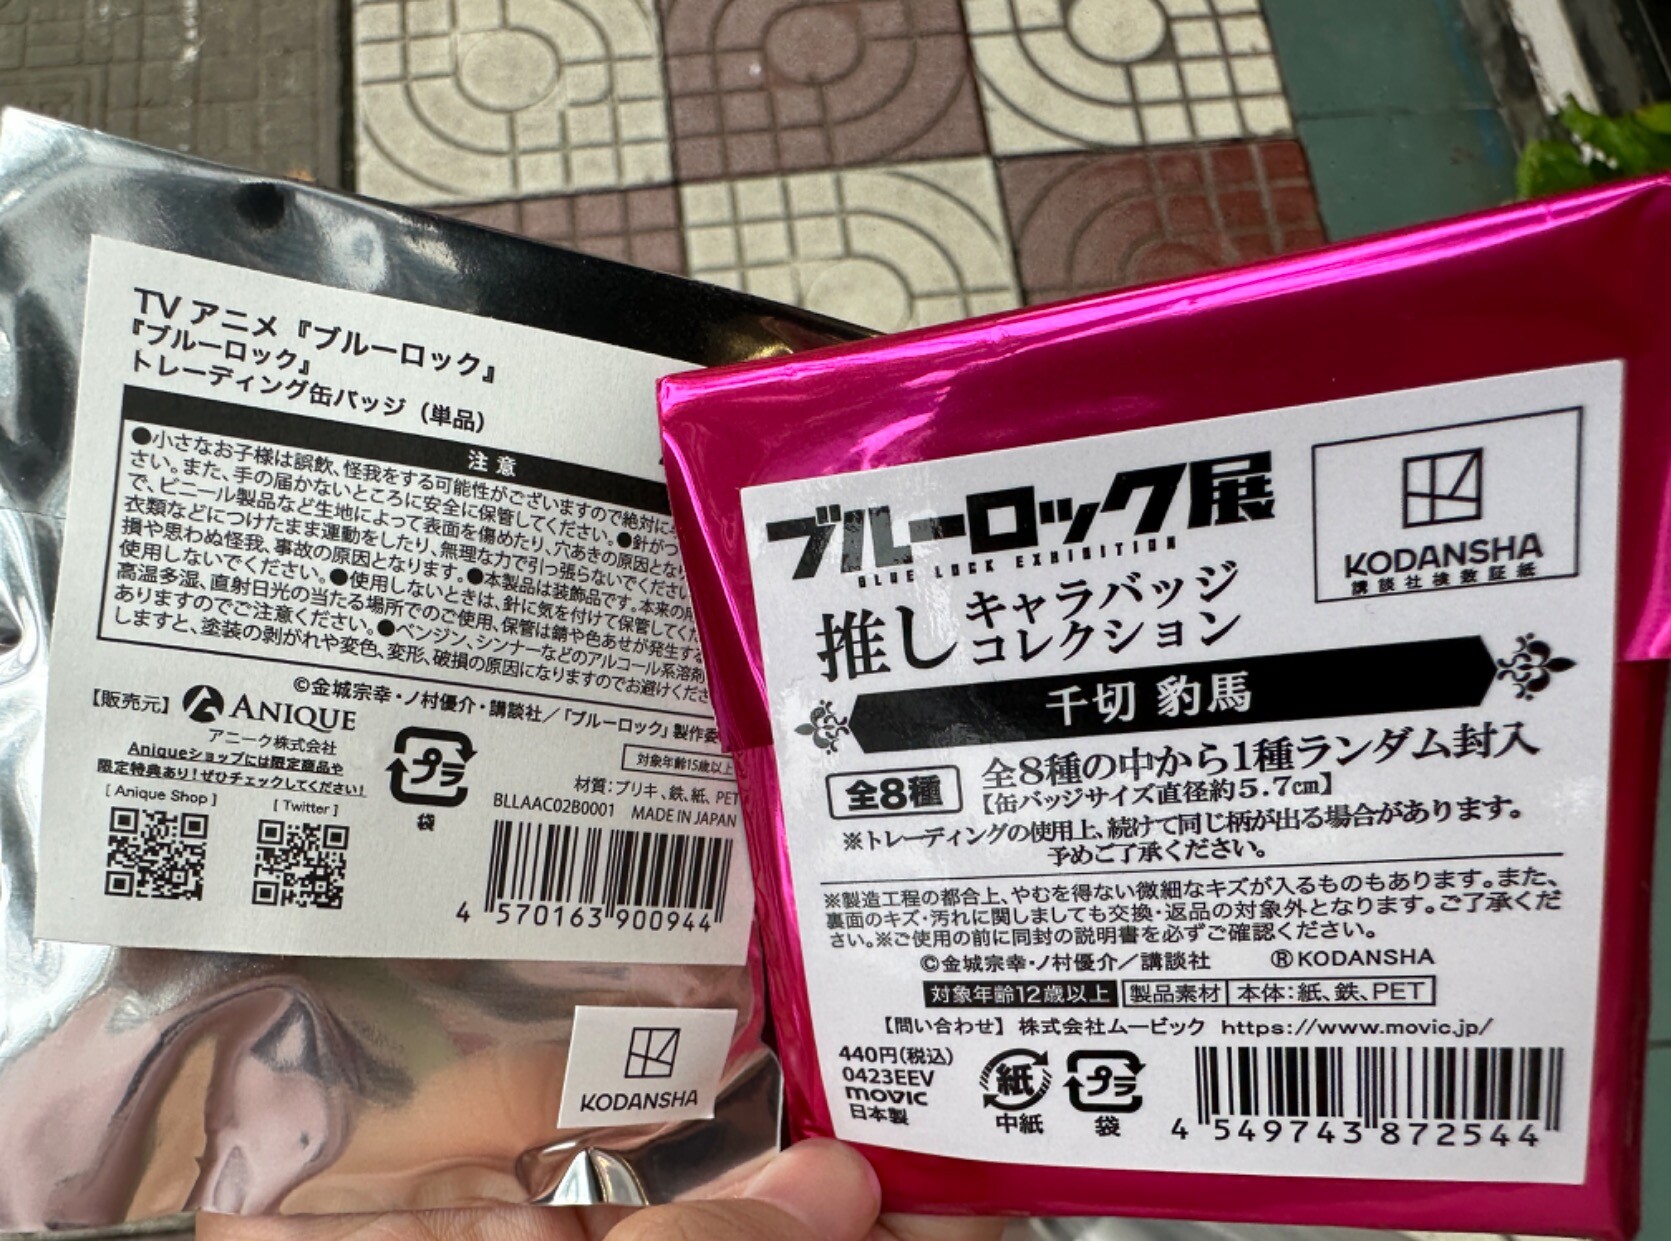 TV アニメ『ブルーロック』
『ブルーロック』
トレーディング缶バッジ（単品）
注意
●小さなお子様は誤飲、怪我をする可能性がございますので絶対に
さい。また、手の届かないところに安全に保管してください。●針がつ
で、ビニール製品など生地によって表面を傷めたり、穴あきの原因となり
衣類などにつけたまま運動をしたり、無理な力で引っ張らないでください
損や思わぬ怪我、事故の原因となります。●本製品は装飾品です。本来の
使用しないでください。●使用しないときは、針に気を付けて保管してくだ
高温多湿、直射日光の当たる場所でのご使用、保管は錆や色あせが発生する
ありますのでご注意ください。●ベンジン、シンナーなどのアルコール系溶剤
しますと、塗装の剥がれや変色、変形、破損の原因になりますのでお避けくださ
©金城宗幸・ノ村優介・講談社／「ブルーロック」製作委
【販売元】 ANIQUE
アニーク株式会社
Aniqueショップには限定商品や
限定特典あり！ぜひチェックしてください！
[ Anique Shop ] [ Twitter ]
プラ
袋
対象年齢15歳以上
材質：ブリキ、鉄、紙、PET
BLLAAC02B0001 MADE IN JAPAN
4 570163 900944
KODANSHA
ブルーロック展
BLUE LOCK EXHIBITION
KODANSHA
講談社検数証紙
推しキャラバッジ
コレクション
千切 豹馬
全8種
全8種の中から1種ランダム封入
【缶バッジサイズ直径約5.7cm】
※トレーディングの使用上、続けて同じ柄が出る場合があります。
予めご了承ください。
※製造工程の都合上、やむを得ない微細なキズが入るものもあります。また、
裏面のキズ・汚れに関しましても交換・返品の対象外となります。ご了承くだ
さい。※ご使用の前に同封の説明書を必ずご確認ください。
©金城宗幸・ノ村優介／講談社 ®KODANSHA
対象年齢12歳以上 製品素材 本体：紙、鉄、PET
【問い合わせ】 株式会社ムービック https://www.movic.jp/
440円(税込)
0423EEV
movic
日本製
紙
中紙
プラ
袋
4 549743 872544